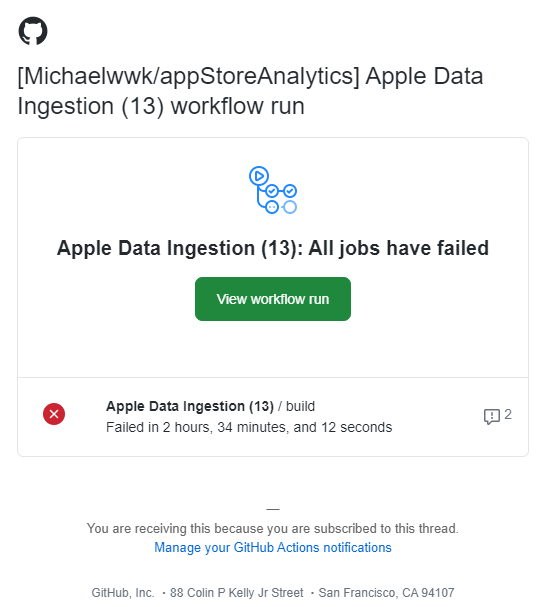 [Michaelwwk/appStoreAnalytics] Apple Data
Ingestion (13) workflow run
Apple Data Ingestion (13): All jobs have failed
View workflow run
Apple Data Ingestion (13) / build
Failed in 2 hours, 34 minutes, and 12 seconds
2
—
You are receiving this because you are subscribed to this thread.
Manage your GitHub Actions notifications
GitHub, Inc. ・88 Colin P Kelly Jr Street ・San Francisco, CA 94107